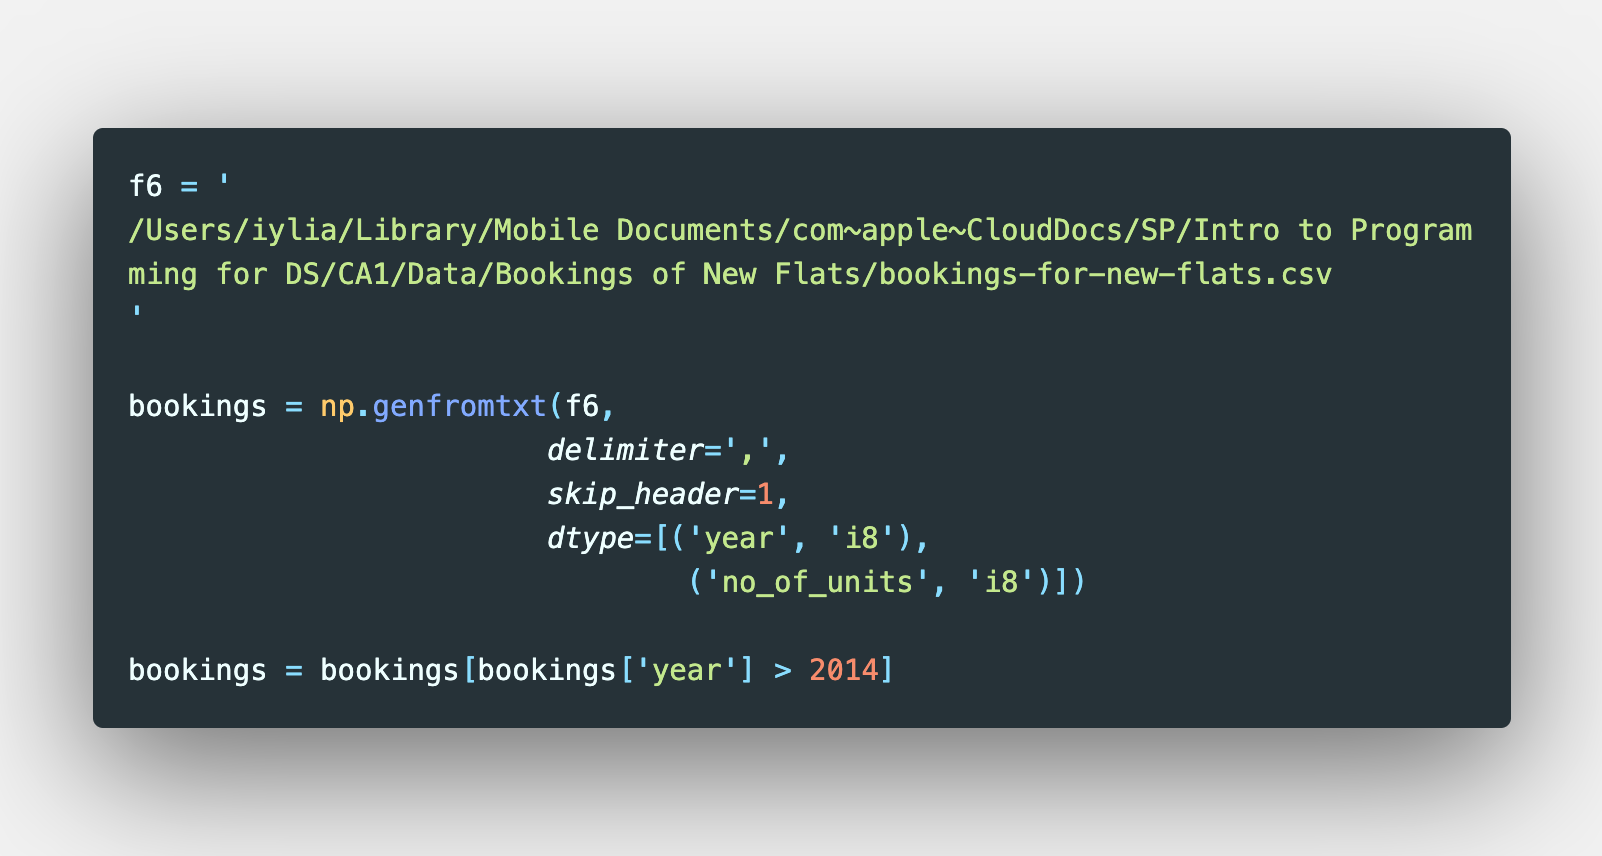 f6 = '
/Users/iylia/Library/Mobile Documents/com~apple~CloudDocs/SP/Intro to Program
ming for DS/CA1/Data/Bookings of New Flats/bookings-for-new-flats.csv
'
bookings = np.genfromtxt(f6,
                        delimiter=',',
                        skip_header=1,
                        dtype=[('year', 'i8'),
                                ('no_of_units', 'i8')])
bookings = bookings[bookings['year'] > 2014]